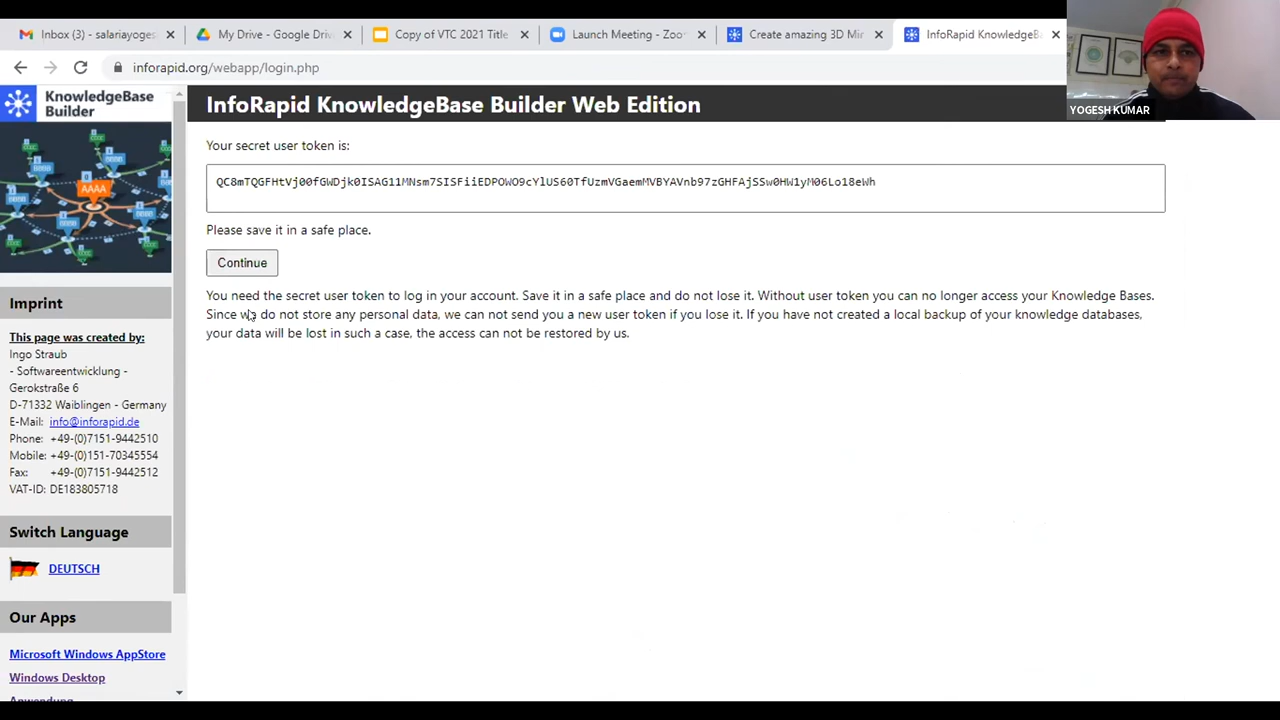 Inbox (3) - salariayoges
My Drive - Google Driv
Copy of VTC 2021 Title
Launch Meeting - Zoo
Create amazing 3D Mir
InfoRapid KnowledgeBa
inforapid.org/webapp/login.php
YOGESH KUMAR
KnowledgeBase
Builder
AAAA
BBBB
InfoRapid KnowledgeBase Builder Web Edition
Your secret user token is:
QC8mTQGFHtVj00fGWDjk0ISAG11MNsm7SISFiiEDPOWO9cYlUS60TfUzmVGaemMVBYAVnb97zGHFAjSSw0HW1yM06Lo18eWh
Please save it in a safe place.
Continue
You need the secret user token to log in your account. Save it in a safe place and do not lose it. Without user token you can no longer access your Knowledge Bases.
Since we do not store any personal data, we can not send you a new user token if you lose it. If you have not created a local backup of your knowledge databases,
your data will be lost in such a case, the access can not be restored by us.
Imprint
This page was created by:
Ingo Straub
- Softwareentwicklung -
Gerokstraße 6
D-71332 Waiblingen - Germany
E-Mail: info@inforapid.de
Phone: +49-(0)7151-9442510
Mobile: +49-(0)151-70345554
Fax: +49-(0)7151-9442512
VAT-ID: DE183805718
Switch Language
DEUTSCH
Our Apps
Microsoft Windows AppStore
Windows Desktop
Anwendung